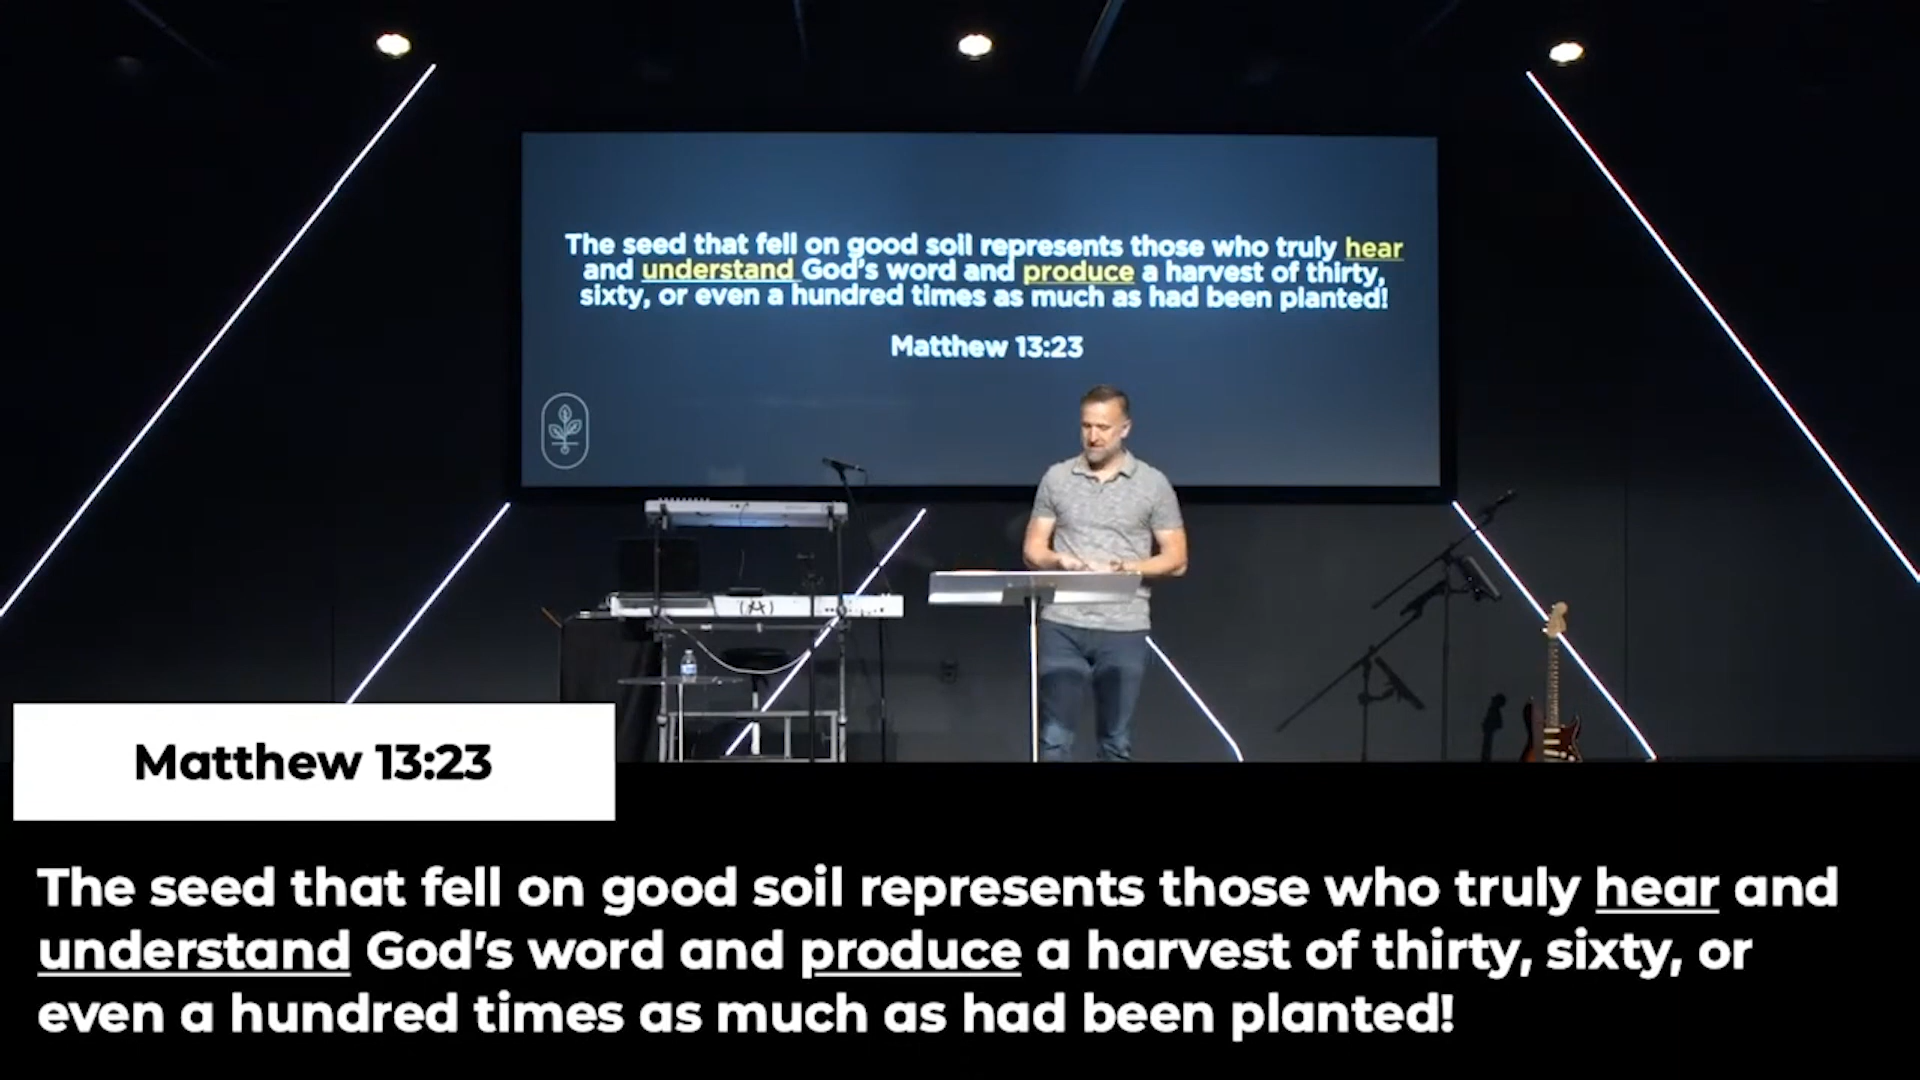 The seed that fell on good soil represents those who truly hear
and understand God's word and produce a harvest of thirty,
sixty, or even a hundred times as much as had been planted!
Matthew 13:23
Matthew 13:23
The seed that fell on good soil represents those who truly hear and
understand God's word and produce a harvest of thirty, sixty, or
even a hundred times as much as had been planted!